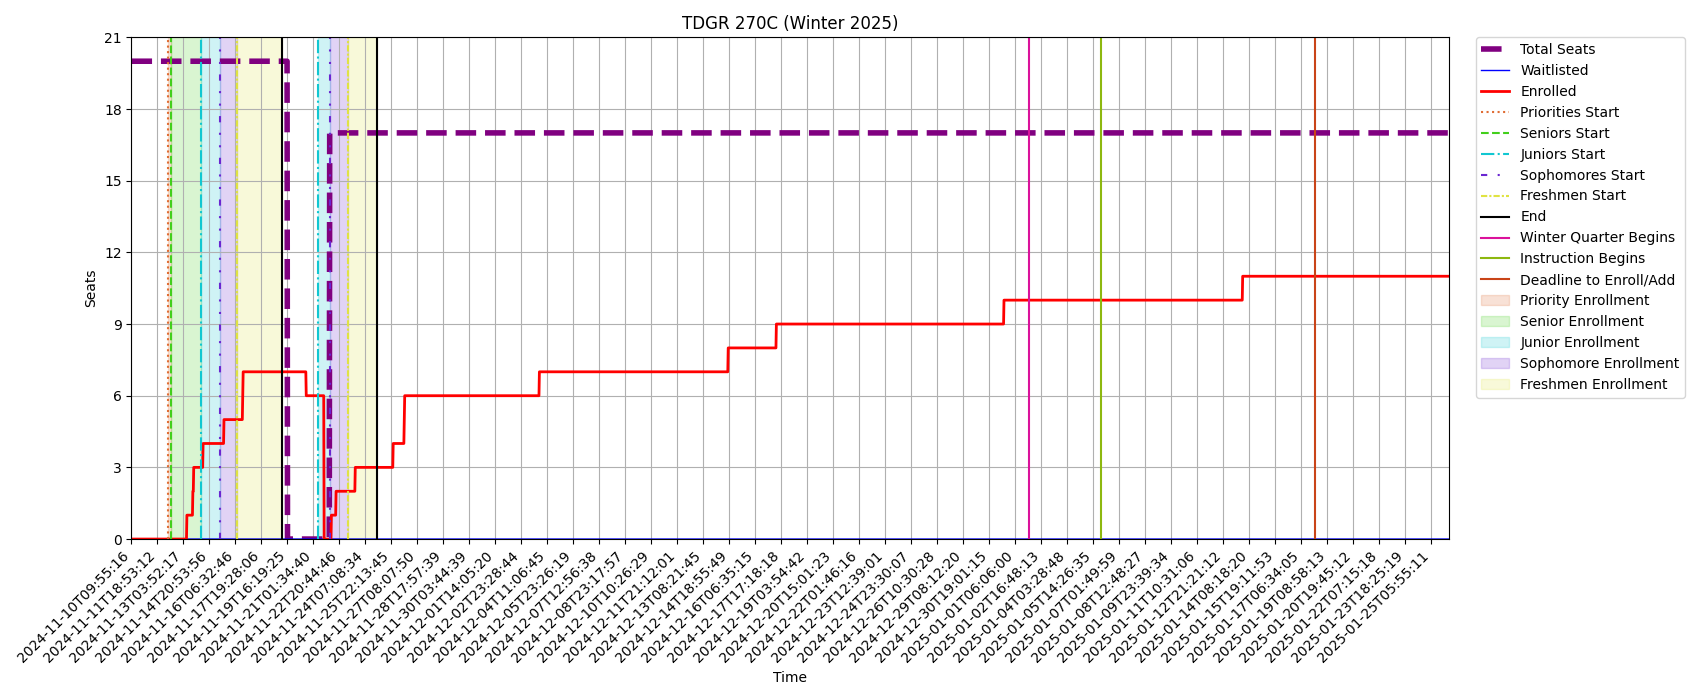 TDGR 270C (Winter 2025)
21
18
15
12
9
6
3
0
Seats
2024-11-10T09:55:16
2024-11-11T18:53:12
2024-11-13T03:52:17
2024-11-14T20:53:56
2024-11-16T06:32:46
2024-11-17T19:28:06
2024-11-19T16:19:25
2024-11-21T01:34:40
2024-11-22T20:44:46
2024-11-24T07:08:34
2024-11-25T22:13:45
2024-11-27T08:07:50
2024-11-28T17:57:39
2024-11-30T03:44:39
2024-12-01T14:05:20
2024-12-02T23:28:44
2024-12-04T11:06:45
2024-12-05T23:26:19
2024-12-07T12:56:38
2024-12-08T23:17:57
2024-12-10T10:26:29
2024-12-11T21:12:01
2024-12-13T08:21:45
2024-12-14T18:55:49
2024-12-16T06:35:15
2024-12-17T17:18:18
2024-12-19T03:54:42
2024-12-20T15:01:23
2024-12-22T01:46:16
2024-12-23T12:39:01
2024-12-24T23:30:07
2024-12-26T10:30:28
2024-12-29T08:12:20
2024-12-30T19:01:15
2025-01-01T06:06:00
2025-01-02T16:48:13
2025-01-04T03:28:48
2025-01-05T14:26:35
2025-01-07T01:49:59
2025-01-08T12:48:27
2025-01-09T23:39:34
2025-01-11T10:31:06
2025-01-12T21:21:12
2025-01-14T08:18:20
2025-01-15T19:11:53
2025-01-17T06:34:05
2025-01-19T08:58:13
2025-01-20T19:45:12
2025-01-22T07:15:18
2025-01-23T18:25:19
2025-01-25T05:55:11
Time
Total Seats
Waitlisted
Enrolled
Priorities Start
Seniors Start
Juniors Start
Sophomores Start
Freshmen Start
End
Winter Quarter Begins
Instruction Begins
Deadline to Enroll/Add
Priority Enrollment
Senior Enrollment
Junior Enrollment
Sophomore Enrollment
Freshmen Enrollment